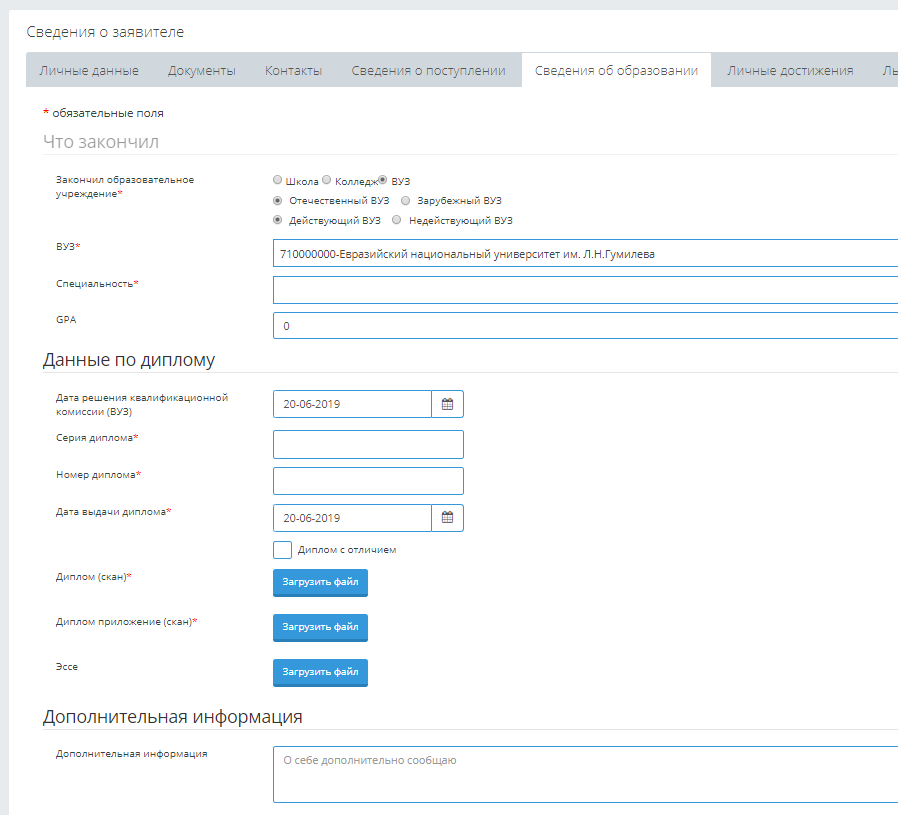 Сведения о заявителе
Личные данные Документы Контакты Сведения о поступлении Сведения об образовании Личные достижения Ль
* обязательные поля
Что закончил
Закончил образовательное
учреждение*
Школа Колледж ВУЗ
Отечественный ВУЗ Зарубежный ВУЗ
Действующий ВУЗ Недействующий ВУЗ
ВУЗ* 710000000-Евразийский национальный университет им. Л.Н.Гумилева
Специальность*
GPA 0
Данные по диплому
Дата решения квалификационной
комиссии (ВУЗ)
20-06-2019
Серия диплома*
Номер диплома*
Дата выдачи диплома* 20-06-2019
Диплом с отличием
Диплом (скан)* Загрузить файл
Диплом приложение (скан)* Загрузить файл
Эссе Загрузить файл
Дополнительная информация
Дополнительная информация О себе дополнительно сообщаю